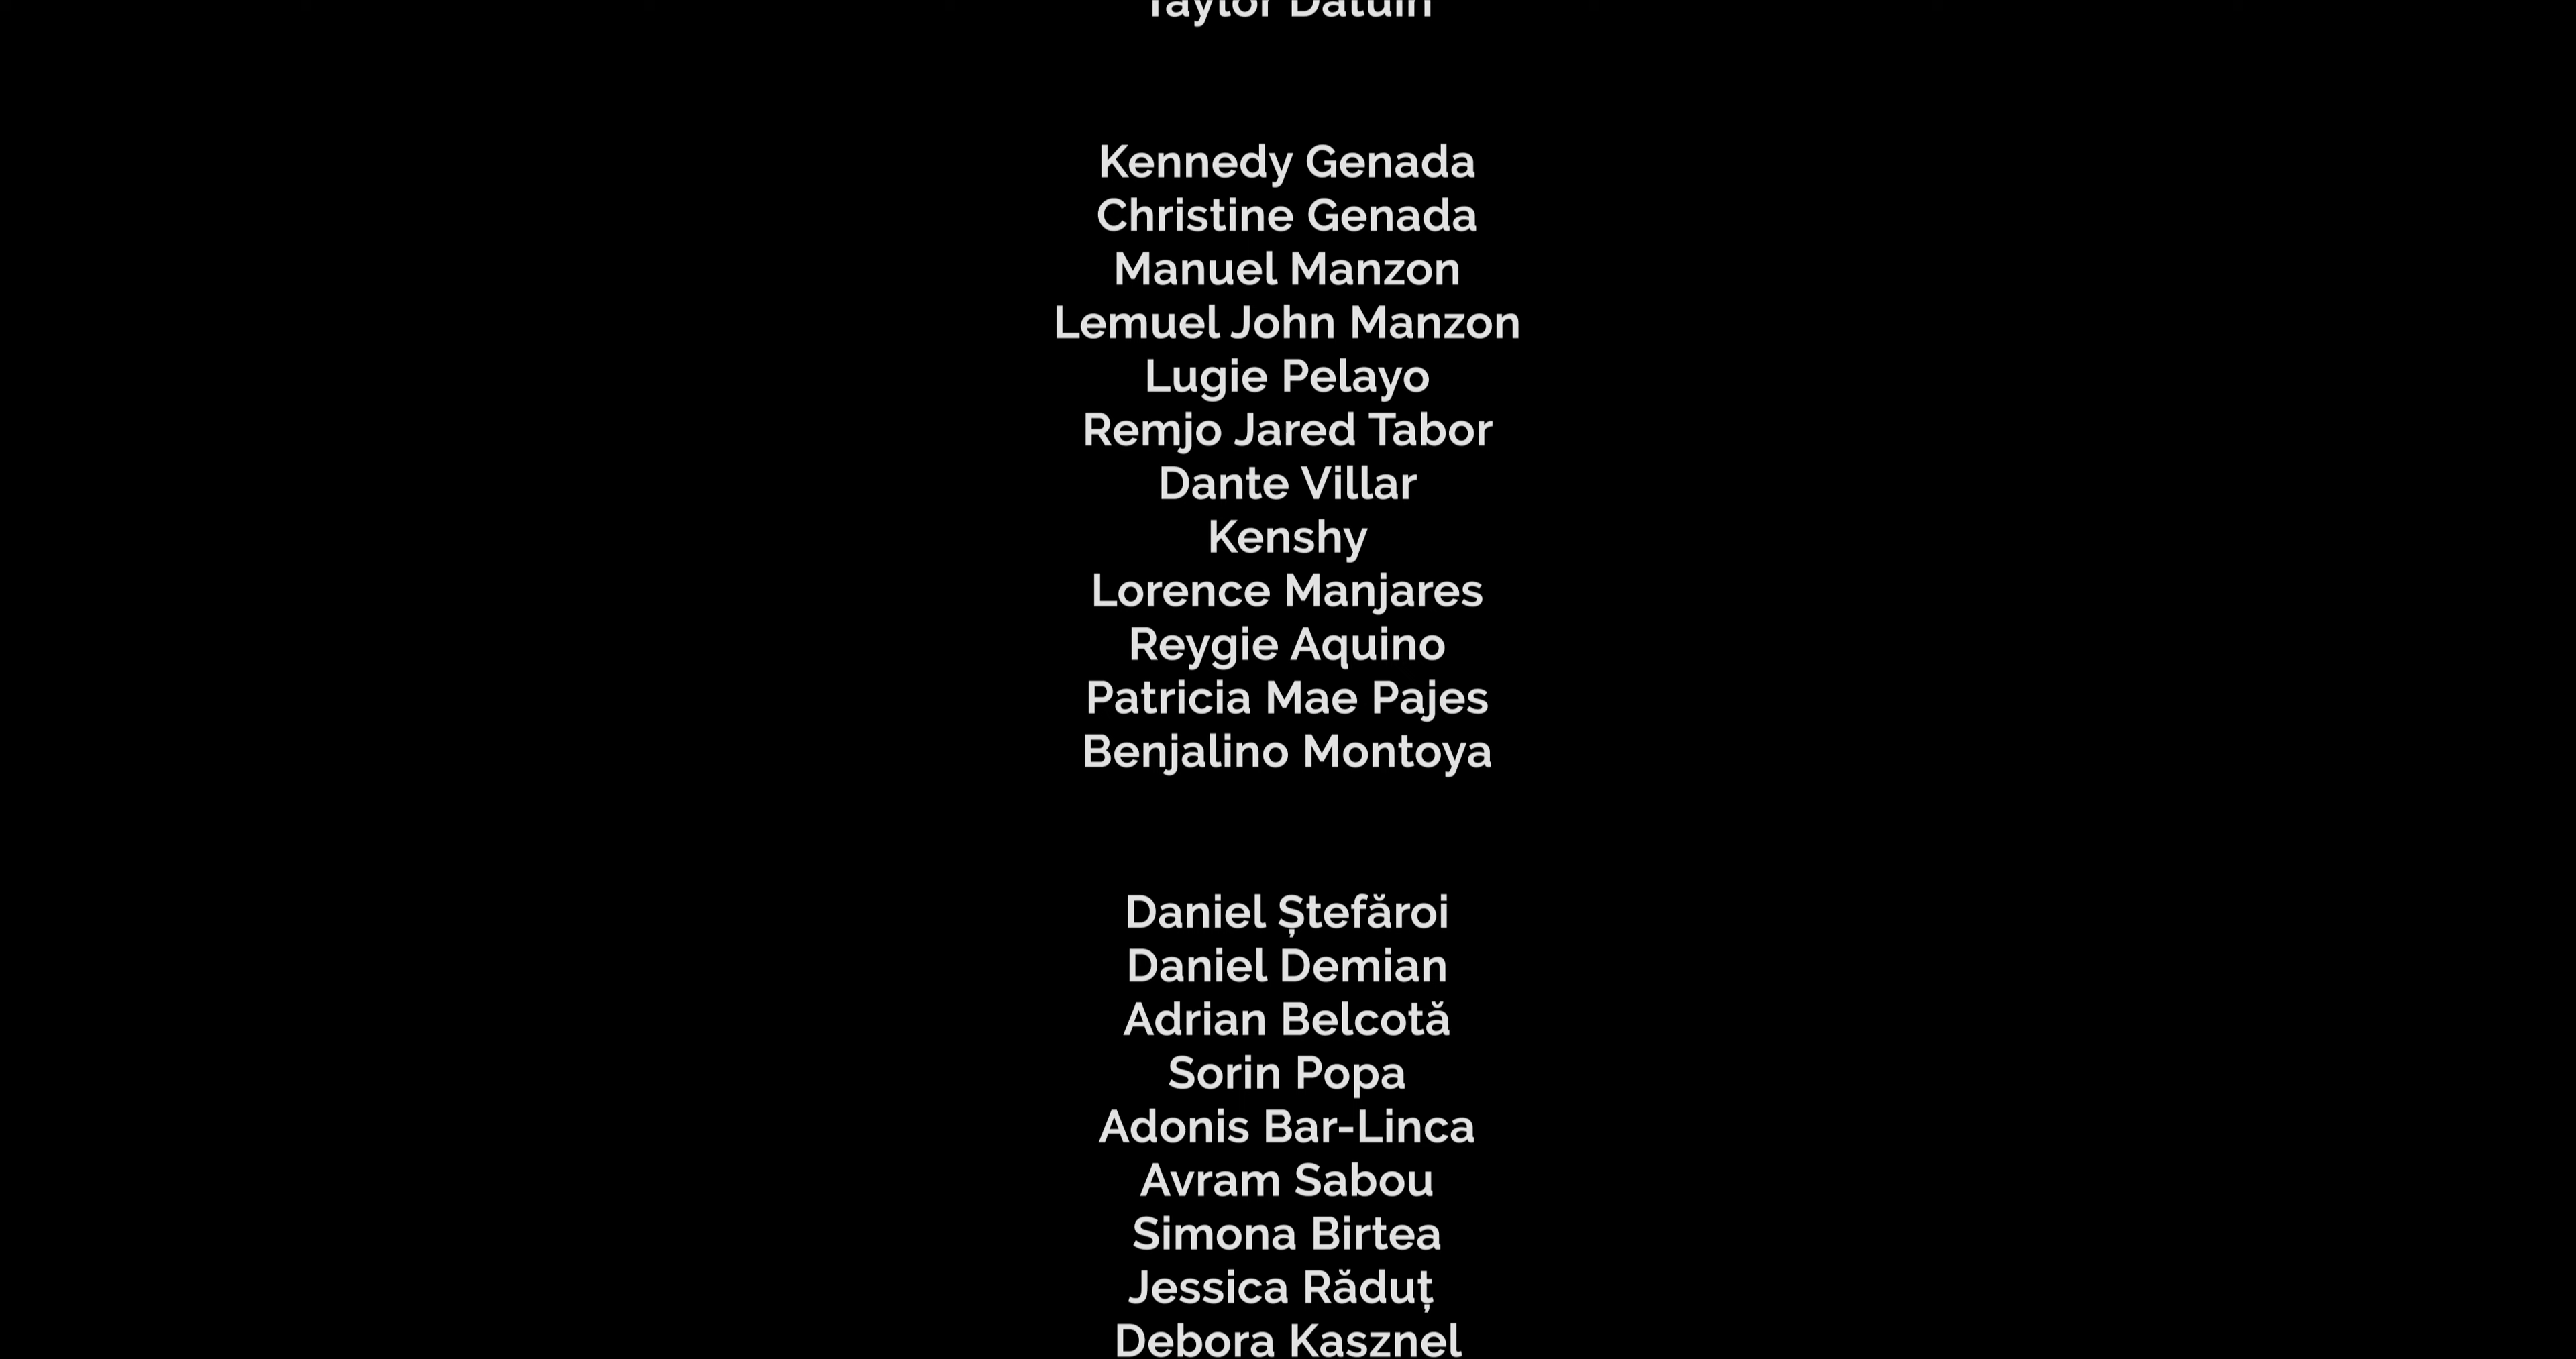 Taylor Datuin
Kennedy Genada
Christine Genada
Manuel Manzon
Lemuel John Manzon
Lugie Pelayo
Remjo Jared Tabor
Dante Villar
Kenshy
Lorence Manjares
Reygie Aquino
Patricia Mae Pajes
Benjalino Montoya
Daniel Ștefăroi
Daniel Demian
Adrian Belcotă
Sorin Popa
Adonis Bar-Linca
Avram Sabou
Simona Birtea
Jessica Răduț
Debora Kasznel